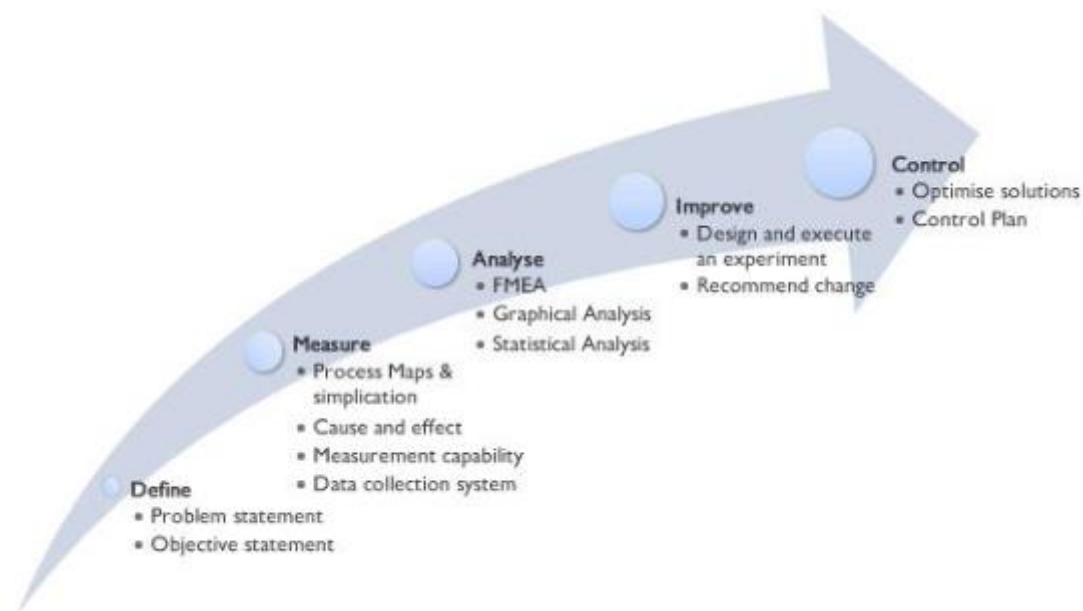 Define
• Problem statement
• Objective statement
Measure
• Process Maps &
simplication
• Cause and effect
• Measurement capability
• Data collection system
Analyse
• FMEA
• Graphical Analysis
• Statistical Analysis
Improve
• Design and execute
an experiment
• Recommend change
Control
• Optimise solutions
• Control Plan